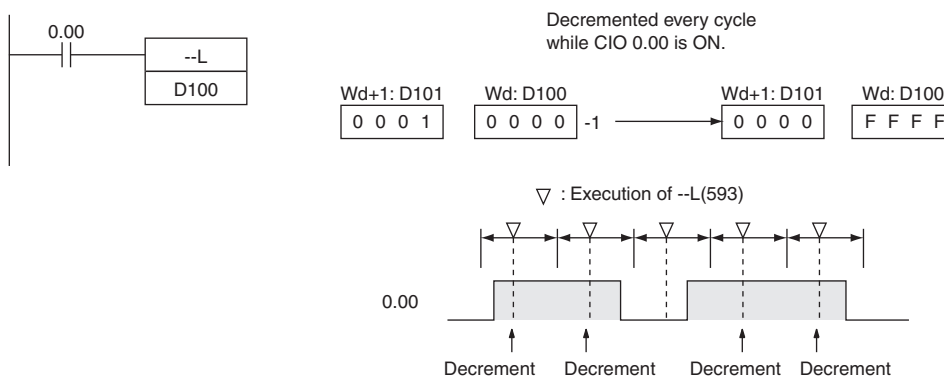 0.00
--L
D100
Decremented every cycle
while CIO 0.00 is ON.
Wd+1: D101 Wd: D100 Wd+1: D101 Wd: D100
0 0 0 1 0 0 0 0 -1 0 0 0 0 F F F F
▽ : Execution of --L(593)
0.00
Decrement Decrement Decrement Decrement